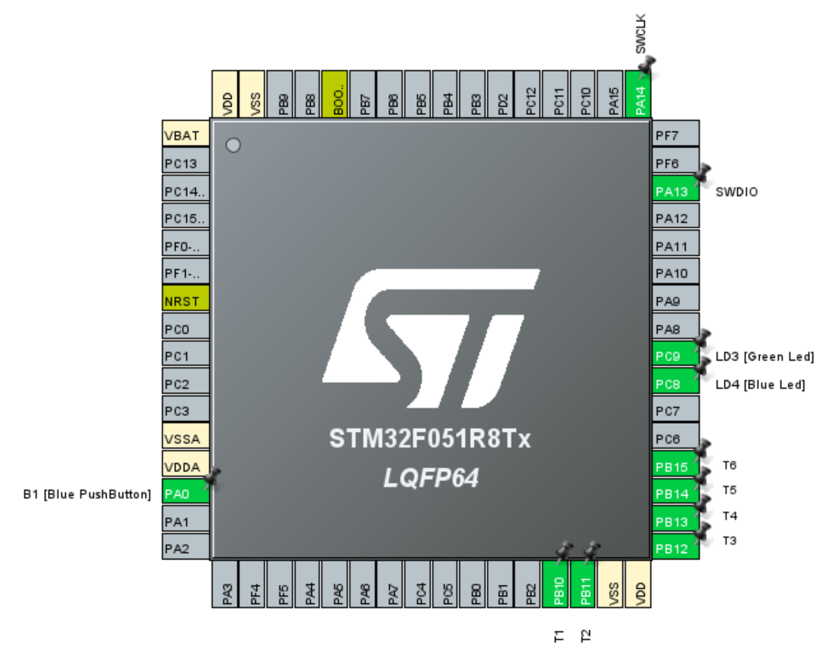 SWCLK
VDD
VSS
PB9
PB8
BOO..
PB7
PB6
PB5
PB4
PB3
PD2
PC12
PC11
PC10
PA15
PA14
VBAT
PC13
PC14..
PC15..
PF0-..
PF1-..
NRST
PC0
PC1
PC2
PC3
VSSA
VDDA
B1 [Blue PushButton]
PA0
PA1
PA2
ST
STM32F051R8Tx
LQFP64
PF7
PF6
PA13
SWDIO
PA12
PA11
PA10
PA9
PA8
PC9
LD3 [Green Led]
PC8
LD4 [Blue Led]
PC7
PC6
PB15
T6
PB14
T5
PB13
T4
PB12
T3
PA3
PF4
PF5
PA4
PA5
PA6
PA7
PC4
PC5
PB0
PB1
PB2
PB10
PB11
VSS
VDD
T1
T2